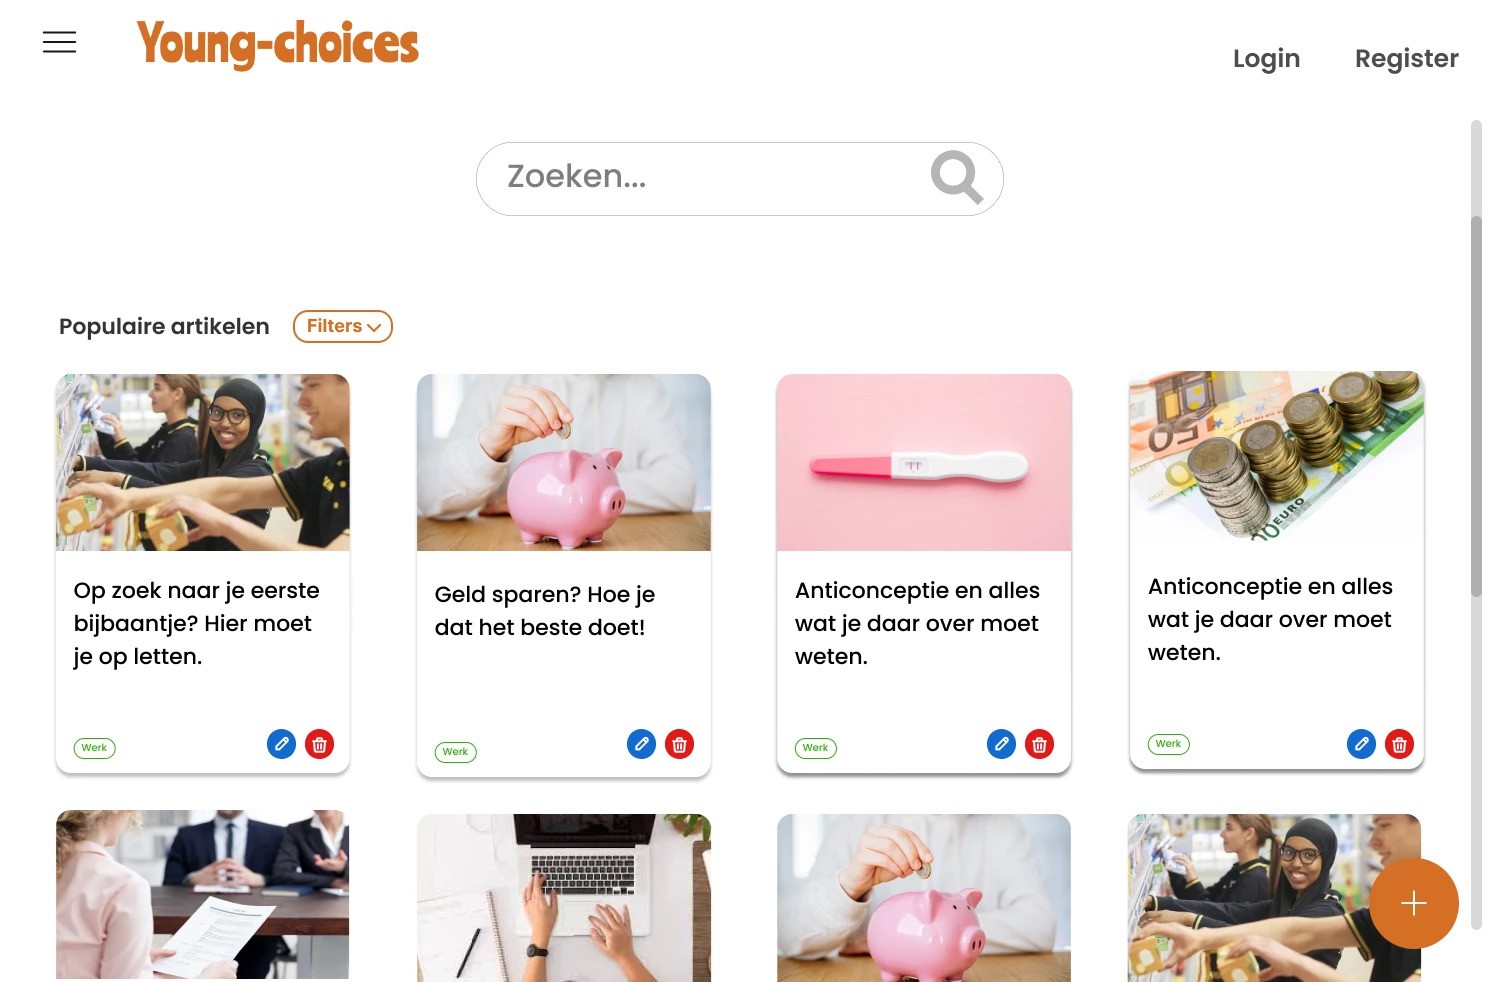 Young-choices
Login
Register
Zoeken...
Populaire artikelen
Filters
Op zoek naar je eerste
bijbaantje? Hier moet
je op letten.
Werk
Geld sparen? Hoe je
dat het beste doet!
Werk
Anticonceptie en alles
wat je daar over moet
weten.
Werk
50
EURO
Anticonceptie en alles
wat je daar over moet
weten.
Werk